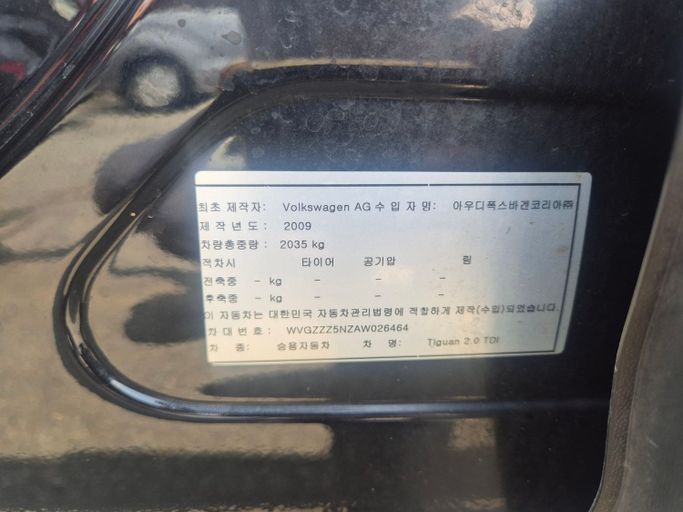 최초 제작자: Volkswagen AG 수 입 자 명: 아우디폭스바겐코리아㈜
제 작 년 도 : 2009
차량총중량 : 2035 kg
적차시 타이어 공기압 림
전축중 - kg - - -
후축중 - kg - - -
이 자동차는 대한민국 자동차관리법령에 적합하게 제작(수입)되었습니다.
차 대 번 호 : WVGZZZ5NZAW026464
차 종: 승용자동차 차 명: Tiguan 2.0 TDI